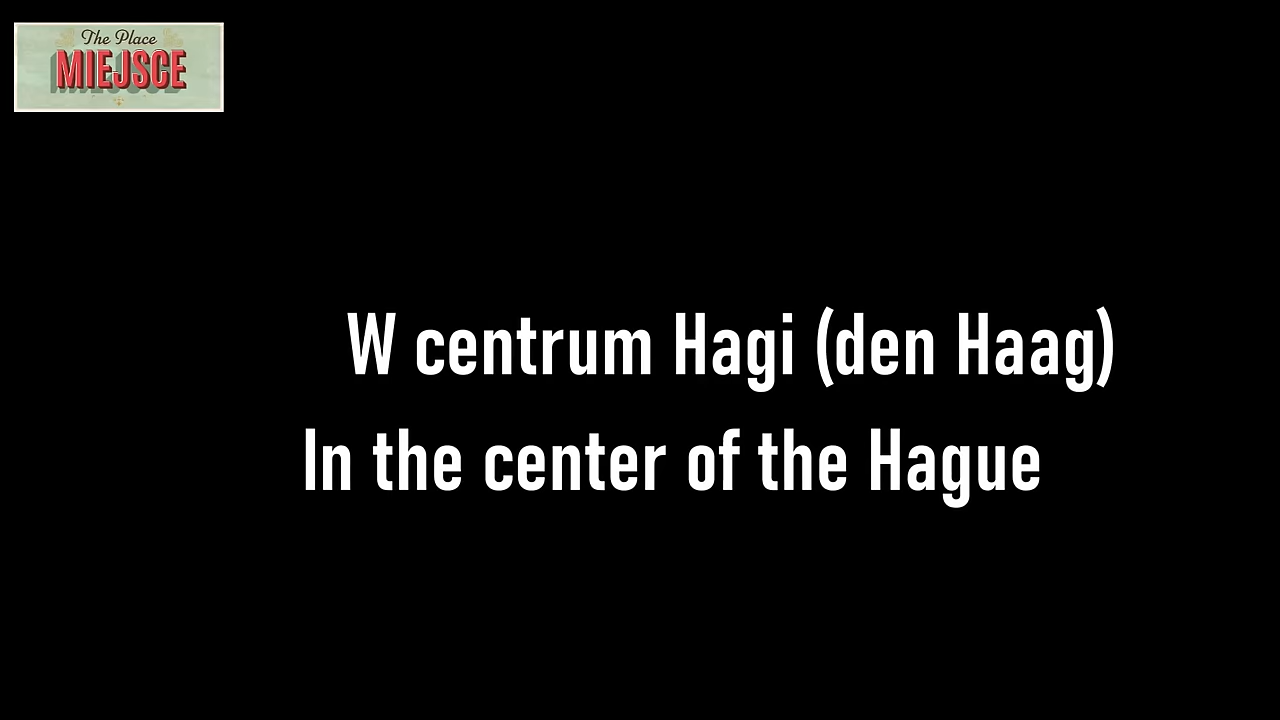 The Place
MIEJSCE
W centrum Hagi (den Haag)
In the center of the Hague